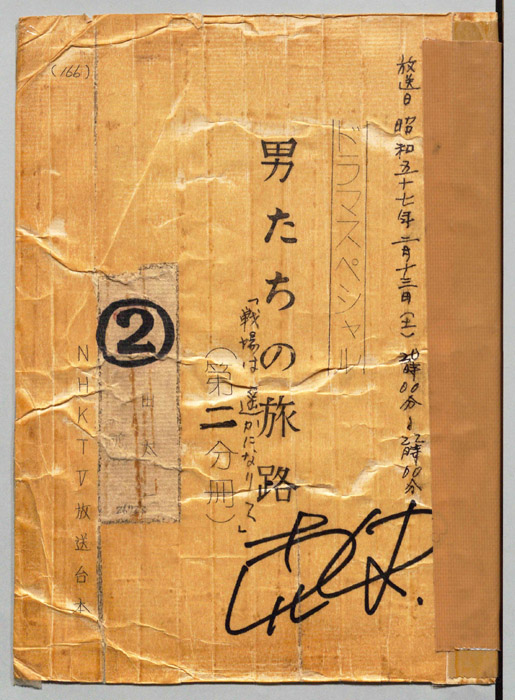 放送日 昭和五十七年 二月十三日(土) 20時00分〜22時00分
ドラマスペシャル
男たちの旅路
「戦場は遙かになりて」
(第二分冊)
②
NHKTV放送台本
(166)